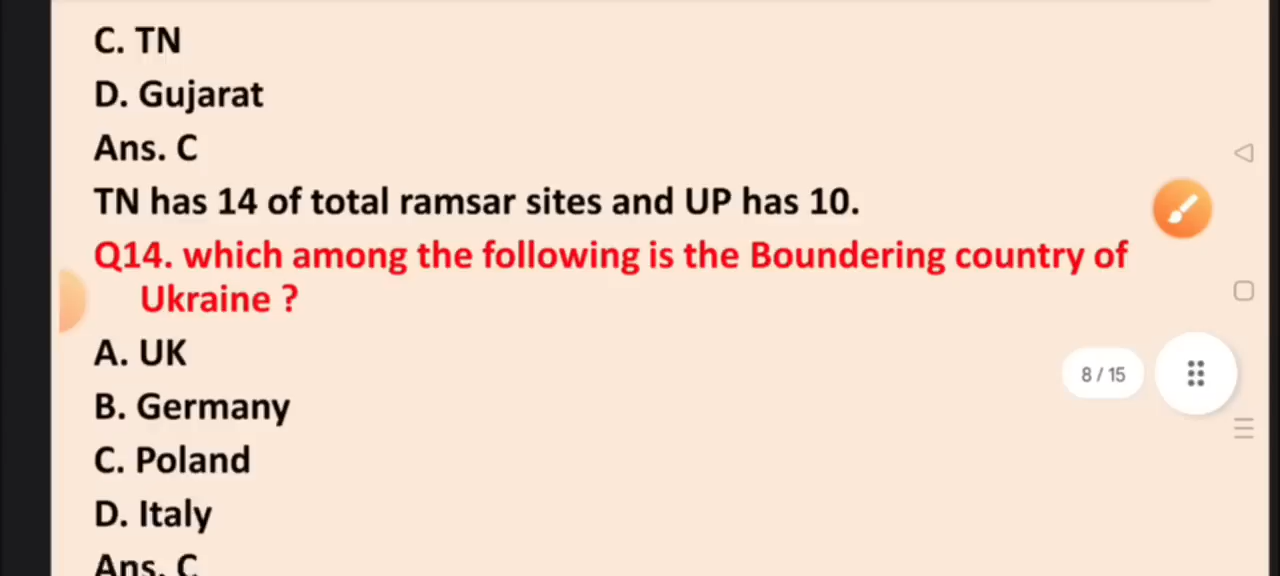 C. TN
D. Gujarat
Ans. C
TN has 14 of total ramsar sites and UP has 10.
Q14. which among the following is the Boundering country of
Ukraine ?
A. UK
B. Germany
8 / 15
C. Poland
D. Italy
Ans. C